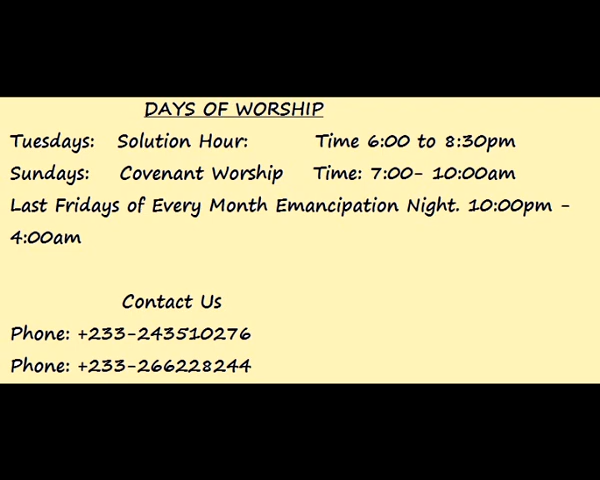 DAYS OF WORSHIP
Tuesdays: Solution Hour: Time 6:00 to 8:30pm
Sundays: Covenant Worship Time: 7:00- 10:00am
Last Fridays of Every Month Emancipation Night. 10:00pm -
4:00am
Contact Us
Phone: +233-243510276
Phone: +233-266228244